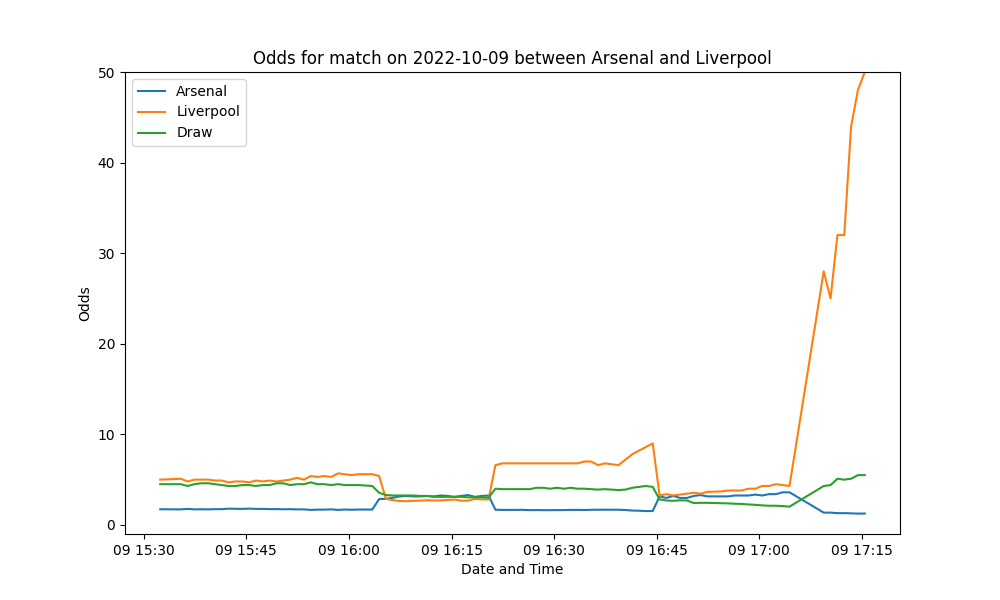 Odds for match on 2022-10-09 between Arsenal and Liverpool
Arsenal
Liverpool
Draw
50
40
30
20
10
0
Odds
09 15:30 09 15:45 09 16:00 09 16:15 09 16:30 09 16:45 09 17:00 09 17:15
Date and Time